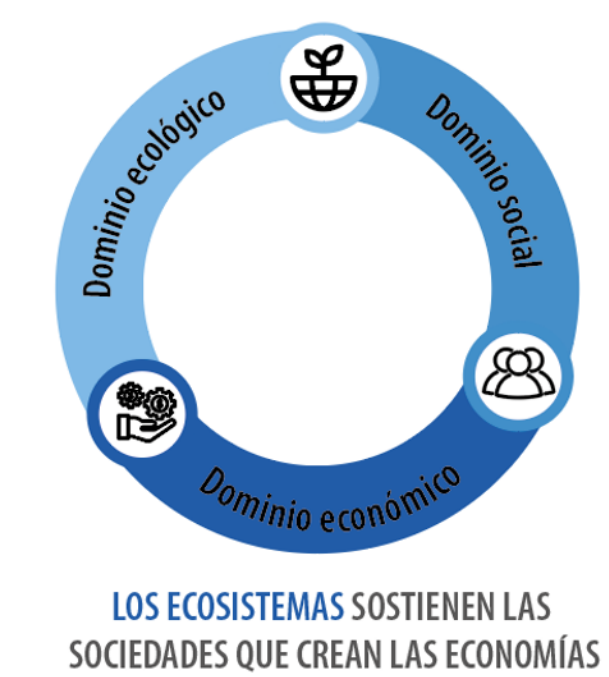 Dominio ecológico
Dominio social
Dominio económico
LOS ECOSISTEMAS SOSTIENEN LAS
SOCIEDADES QUE CREAN LAS ECONOMÍAS